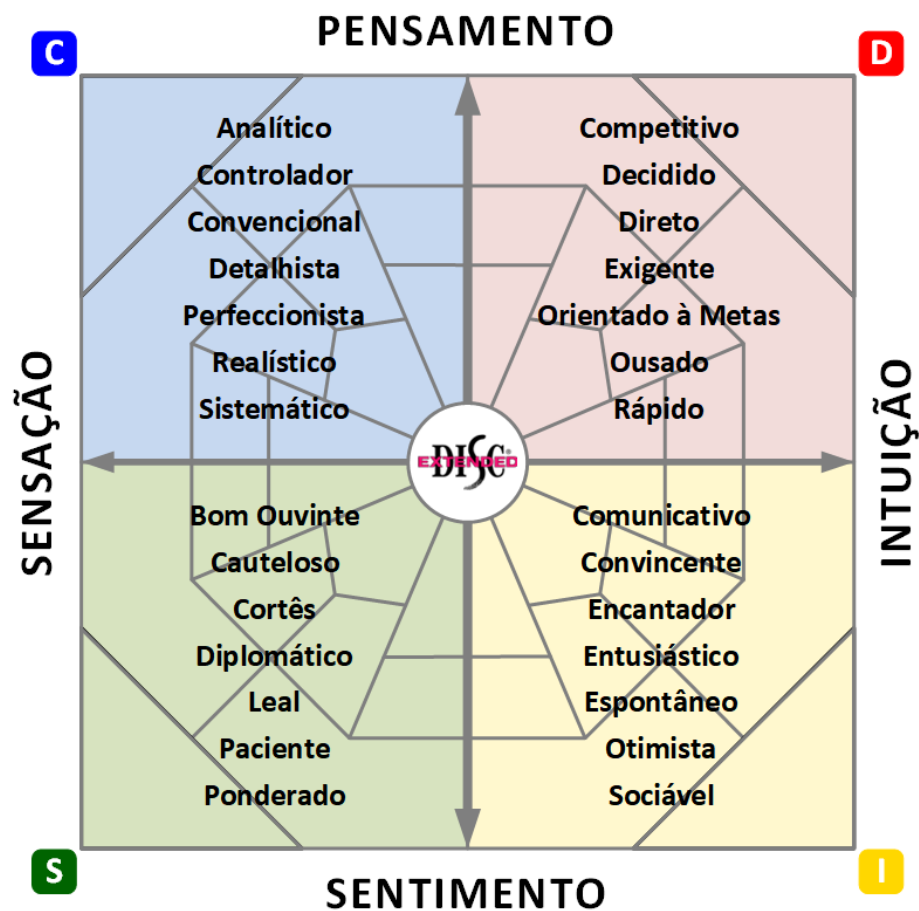 PENSAMENTO
C
D
Analítico
Controlador
Convencional
Detalhista
Perfeccionista
Realístico
Sistemático
Competitivo
Decidido
Direto
Exigente
Orientado à Metas
Ousado
Rápido
SENSAÇÃO
DISC
EXTENDED
INTUIÇÃO
Bom Ouvinte
Cauteloso
Cortês
Diplomático
Leal
Paciente
Ponderado
Comunicativo
Convincente
Encantador
Entusiástico
Espontâneo
Otimista
Sociável
S
I
SENTIMENTO